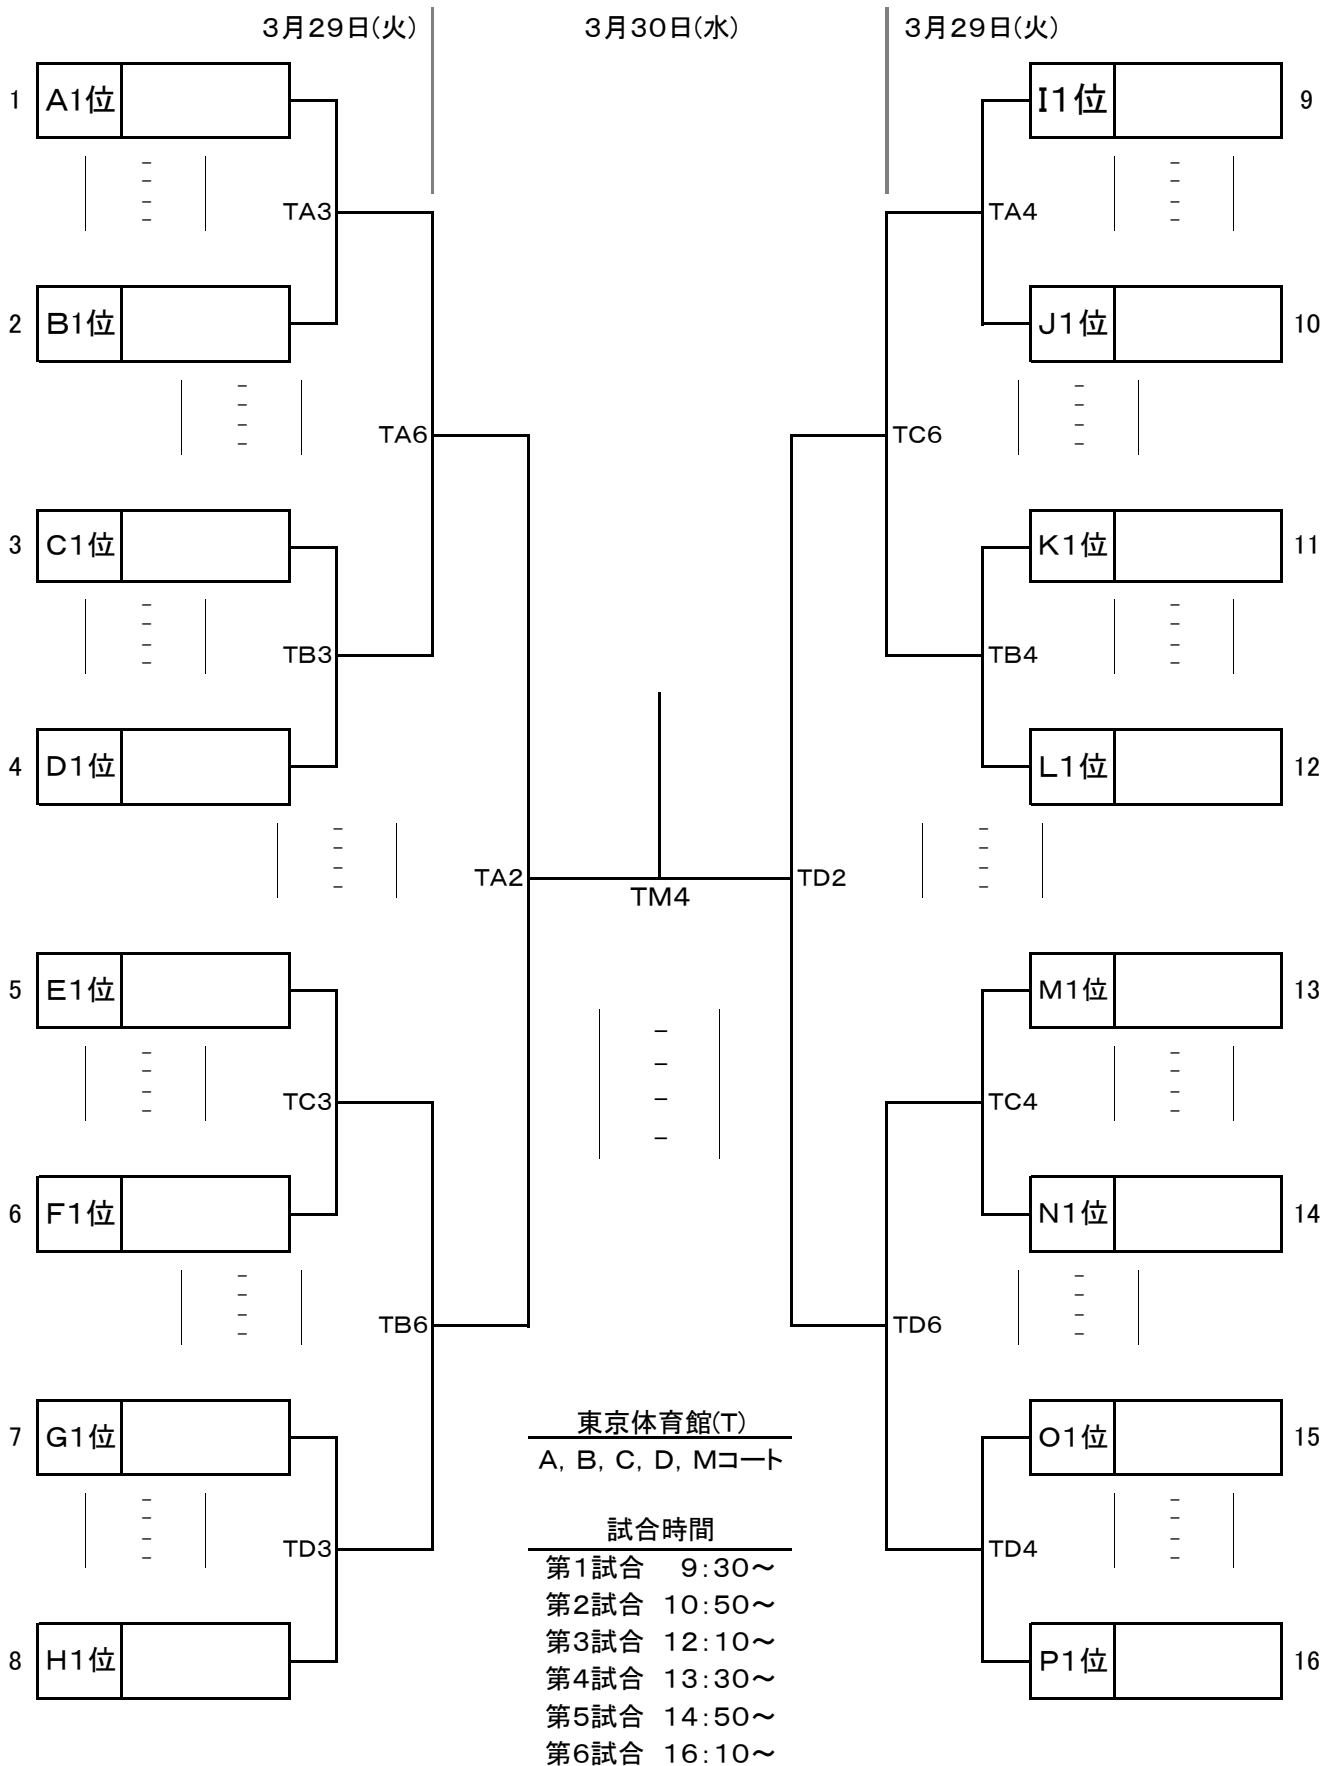 3月29日(火) 3月30日(水) 3月29日(火)
1 A1位 I1位 9
TA3 TA4
2 B1位 J1位 10
TA6 TC6
3 C1位 K1位 11
TB3 TB4
4 D1位 L1位 12
TA2 TD2
TM4
5 E1位 M1位 13
TC3 TC4
6 F1位 N1位 14
TB6 TD6
東京体育館(T)
7 G1位 O1位 15
A, B, C, D, Mコート
試合時間
TD3 TD4
第1試合 9:30～
第2試合 10:50～
第3試合 12:10～
8 H1位 P1位 16
第4試合 13:30～
第5試合 14:50～
第6試合 16:10～